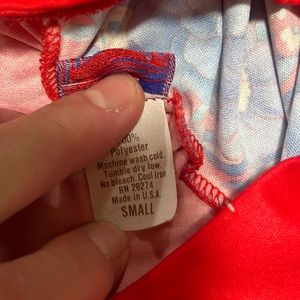 00%
Polyester
Machine wash cold.
Tumble dry low.
No bleach. Cool iron
RN 28274
Made in U.S.A.
SMALL